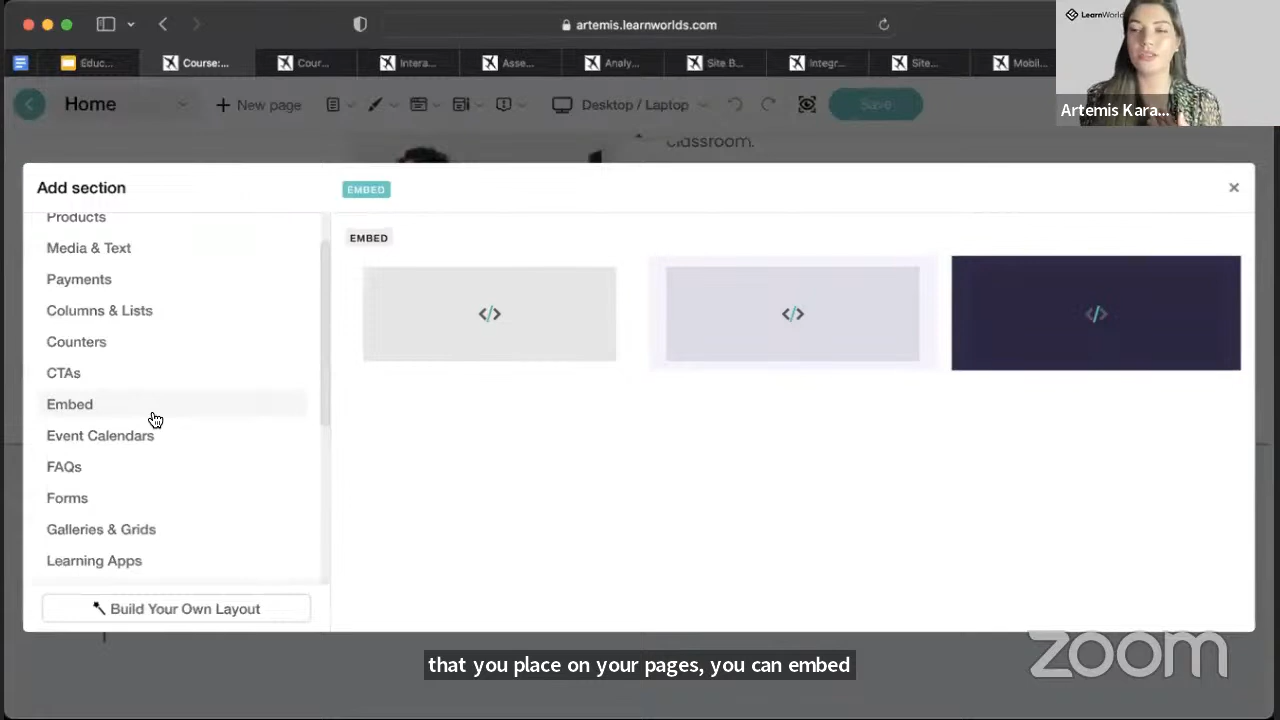 artemis.learnworlds.com
LearnWorlds
Educ...
Course:...
Cour...
Intera...
Asse...
Analy...
Site B...
Integr...
Site...
Mobil...
Home
New page
Desktop / Laptop
Save
Artemis Kara...
classroom.
Add section
EMBED
Products
EMBED
Media & Text
Payments
Columns & Lists
Counters
CTAs
Embed
Event Calendars
FAQs
Forms
Galleries & Grids
Learning Apps
Build Your Own Layout
that you place on your pages, you can embed
zoom